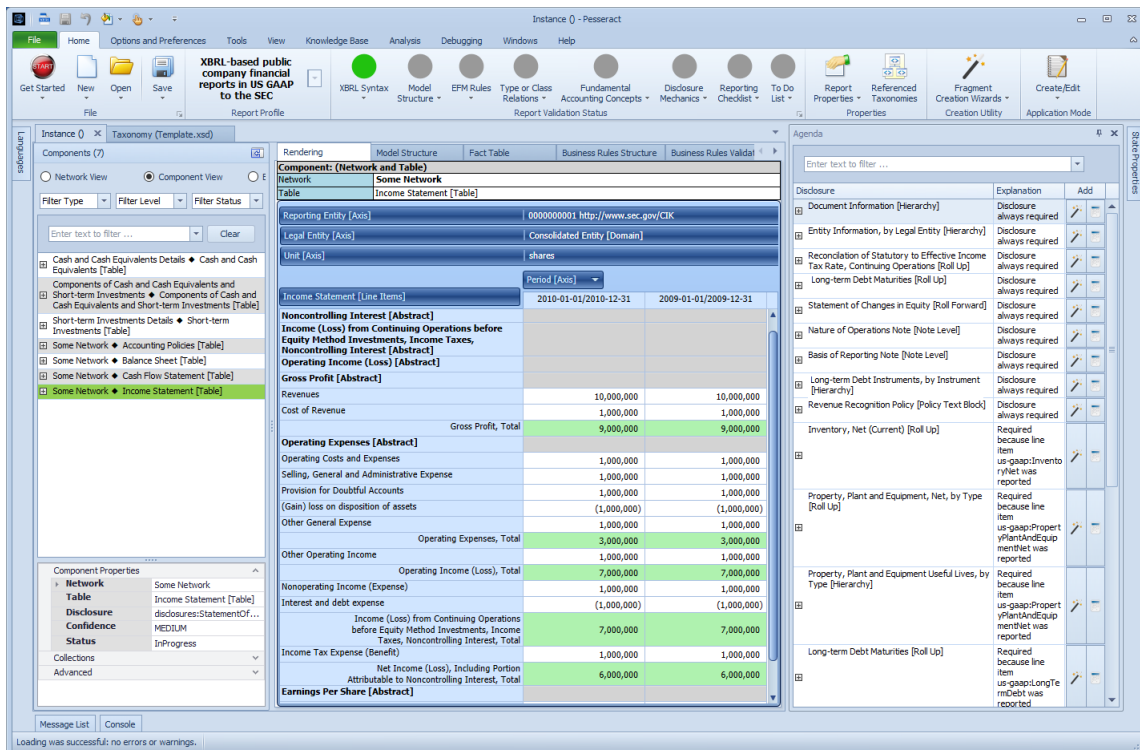 Instance () - Pesseract
File Home Options and Preferences Tools View Knowledge Base Analysis Debugging Windows Help
START
Get Started New Open Save
XBRL-based public
company financial
reports in US GAAP
to the SEC
XBRL Syntax
Model
Structure
EFM Rules
Type or Class
Relations
Fundamental
Accounting Concepts
Disclosure
Mechanics
Reporting
Checklist
To Do
List
Report
Properties
Referenced
Taxonomies
Fragment
Creation Wizards
Create/Edit
File Report Profile Report Validation Status Properties Creation Utility Application Mode
Languages
Instance () Taxonomy (Template.xsd)
Components (7)
Network View Component View
Filter Type Filter Level Filter Status
Enter text to filter ... Clear
Cash and Cash Equivalents Details ◆ Cash and Cash
Equivalents [Table]
Components of Cash and Cash Equivalents and
Short-term Investments ◆ Components of Cash and
Cash Equivalents and Short-term Investments [Table]
Short-term Investments Details ◆ Short-term
Investments [Table]
Some Network ◆ Accounting Policies [Table]
Some Network ◆ Balance Sheet [Table]
Some Network ◆ Cash Flow Statement [Table]
Some Network ◆ Income Statement [Table]
Component Properties
Network Some Network
Table Income Statement [Table]
Disclosure disclosures:StatementOf...
Confidence MEDIUM
Status InProgress
Collections
Advanced
Rendering Model Structure Fact Table Business Rules Structure Business Rules Validat
Component: (Network and Table)
Network Some Network
Table Income Statement [Table]
Reporting Entity [Axis] 0000000001 http://www.sec.gov/CIK
Legal Entity [Axis] Consolidated Entity [Domain]
Unit [Axis] shares
Period [Axis]
Income Statement [Line Items] 2010-01-01/2010-12-31 2009-01-01/2009-12-31
Noncontrolling Interest [Abstract]
Income (Loss) from Continuing Operations before
Equity Method Investments, Income Taxes,
Noncontrolling Interest [Abstract]
Operating Income (Loss) [Abstract]
Gross Profit [Abstract]
Revenues 10,000,000 10,000,000
Cost of Revenue 1,000,000 1,000,000
Gross Profit, Total 9,000,000 9,000,000
Operating Expenses [Abstract]
Operating Costs and Expenses 1,000,000 1,000,000
Selling, General and Administrative Expense 1,000,000 1,000,000
Provision for Doubtful Accounts 1,000,000 1,000,000
(Gain) loss on disposition of assets (1,000,000) (1,000,000)
Other General Expense 1,000,000 1,000,000
Operating Expenses, Total 3,000,000 3,000,000
Other Operating Income 1,000,000 1,000,000
Operating Income (Loss), Total 7,000,000 7,000,000
Nonoperating Income (Expense) 1,000,000 1,000,000
Interest and debt expense (1,000,000) (1,000,000)
Income (Loss) from Continuing Operations
before Equity Method Investments, Income
Taxes, Noncontrolling Interest, Total 7,000,000 7,000,000
Income Tax Expense (Benefit) 1,000,000 1,000,000
Net Income (Loss), Including Portion
Attributable to Noncontrolling Interest, Total 6,000,000 6,000,000
Earnings Per Share [Abstract]
Agenda
Enter text to filter ...
Disclosure Explanation Add
Document Information [Hierarchy] Disclosure
always required
Entity Information, by Legal Entity [Hierarchy] Disclosure
always required
Reconciliation of Statutory to Effective Income Disclosure
Tax Rate, Continuing Operations [Roll Up] always required
Long-term Debt Maturities [Roll Up] Disclosure
always required
Statement of Changes in Equity [Roll Forward] Disclosure
always required
Nature of Operations Note [Note Level] Disclosure
always required
Basis of Reporting Note [Note Level] Disclosure
always required
Long-term Debt Instruments, by Instrument Disclosure
[Hierarchy] always required
Revenue Recognition Policy [Policy Text Block] Disclosure
always required
Inventory, Net (Current) [Roll Up] Required
because line
item
us-gaap:Invento
ryNet was
reported
Property, Plant and Equipment, Net, by Type Required
[Roll Up] because line
item
us-gaap:Propert
yPlantAndEquip
mentNet was
reported
Property, Plant and Equipment Useful Lives, by Required
Type [Hierarchy] because line
item
us-gaap:Propert
yPlantAndEquip
mentNet was
reported
Long-term Debt Maturities [Roll Up] Required
because line
item
us-gaap:LongTe
rmDebt was
reported
State Properties
Message List Console
Loading was successful: no errors or warnings.